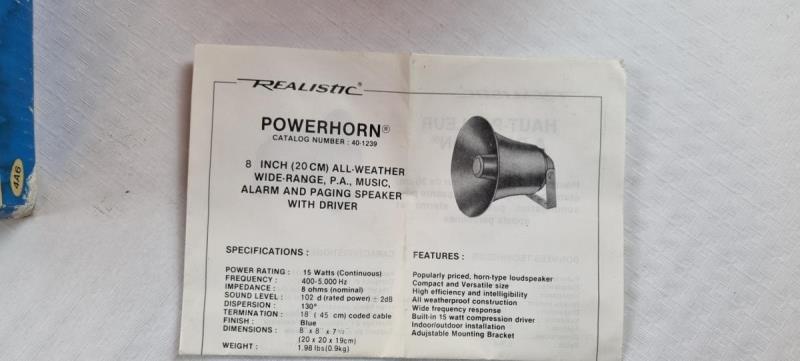 REALISTIC
POWERHORN®
CATALOG NUMBER : 40-1239
8 INCH (20 CM) ALL-WEATHER
WIDE-RANGE, P.A., MUSIC,
ALARM AND PAGING SPEAKER
WITH DRIVER
SPECIFICATIONS :
POWER RATING : 15 Watts (Continuous)
FREQUENCY : 400-5,000 Hz
IMPEDANCE : 8 ohms (nominal)
SOUND LEVEL : 102 d (rated power) ± 2dB
DISPERSION : 130°
TERMINATION : 18" ( 45 cm) coded cable
FINISH : Blue
DIMENSIONS : 8" x 8" x 7 1/2"
(20 x 20 x 19cm)
WEIGHT : 1.98 lbs (0.9kg)
FEATURES :
Popularly priced, horn-type loudspeaker
Compact and Versatile size
High efficiency and intelligibility
All weatherproof construction
Wide frequency response
Built-in 15 watt compression driver
Indoor/outdoor installation
Adujstable Mounting Bracket
4A6